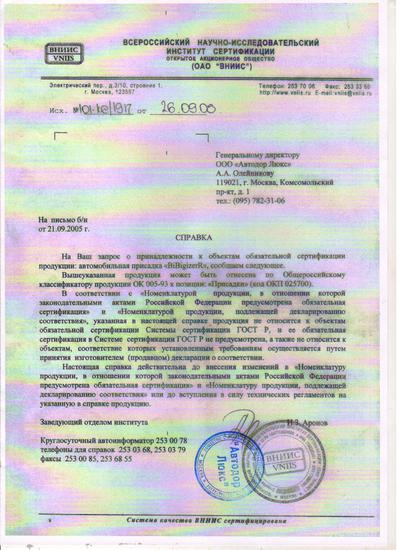 ВНИИС
VNIIS
ВСЕРОССИЙСКИЙ НАУЧНО-ИССЛЕДОВАТЕЛЬСКИЙ
ИНСТИТУТ СЕРТИФИКАЦИИ
ОТКРЫТОЕ АКЦИОНЕРНОЕ ОБЩЕСТВО
(ОАО "ВНИИС")
Электрический пер., д.3/10, строение 1.
г. Москва, 123557
Телефон: 253 70 06 Факс: 253 33 60
http://www.vniis.ru E-mail:vniis@vniis.ru
Исх. от 26.09.00
Генеральному директору
ООО «Автодор Люкс»
А.А. Олейникову
119021, г. Москва, Комсомольский
пр-кт, д. 1
тел.: (095) 782-31-06
На письмо б/н
от 21.09.2005 г.
СПРАВКА
На Ваш запрос о принадлежности к объектам обязательной сертификации
продукции: автомобильная присадка «BiBigizerR», сообщаем следующее.
Вышеуказанная продукция может быть отнесена по Общероссийскому
классификатору продукции ОК 005-93 к позиции: «Присадки» (код ОКП 025700).
В соответствии с «Номенклатурой продукции, в отношении которой
законодательными актами Российской Федерации предусмотрена обязательная
сертификация» и «Номенклатурой продукции, подлежащей декларированию
соответствия», указанная в настоящей справке продукция не относится к объектам
обязательной сертификации Системы сертификации ГОСТ Р, и ее обязательная
сертификация в Системе сертификации ГОСТ Р не предусмотрена, а также не относится к
объектам, соответствие которых установленным требованиям осуществляется путем
принятия изготовителем (продавцом) декларации о соответствии.
Настоящая справка действительна до внесения изменений в «Номенклатуру
продукции, в отношении которой законодательными актами Российской Федерации
предусмотрена обязательная сертификация» и «Номенклатуру продукции, подлежащей
декларированию соответствия» или до вступления в силу технических регламентов на
указанную в справке продукцию.
Заведующий отделом института
И.З. Аронов
Круглосуточный автоинформатор 253 00 78
телефоны для справок 253 03 68, 253 03 79
факсы 253 00 85, 253 68 55
"Автодор
Люкс"
ВНИИС
VNIIS
Система качества ВНИИС сертифицирована